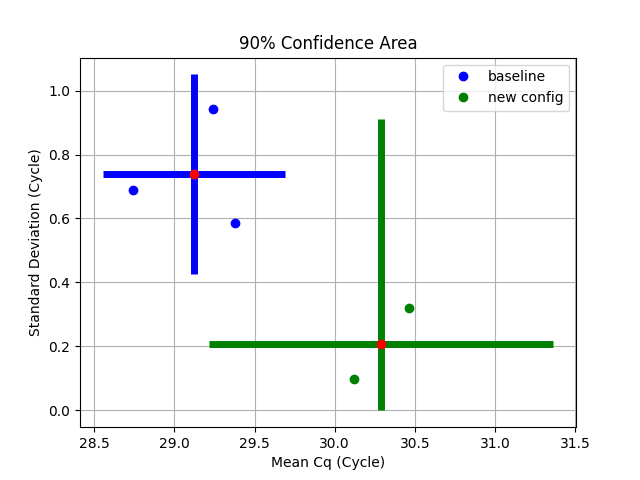 90% Confidence Area
baseline
new config
Standard Deviation (Cycle)
1.0
0.8
0.6
0.4
0.2
0.0
28.5 29.0 29.5 30.0 30.5 31.0 31.5
Mean Cq (Cycle)